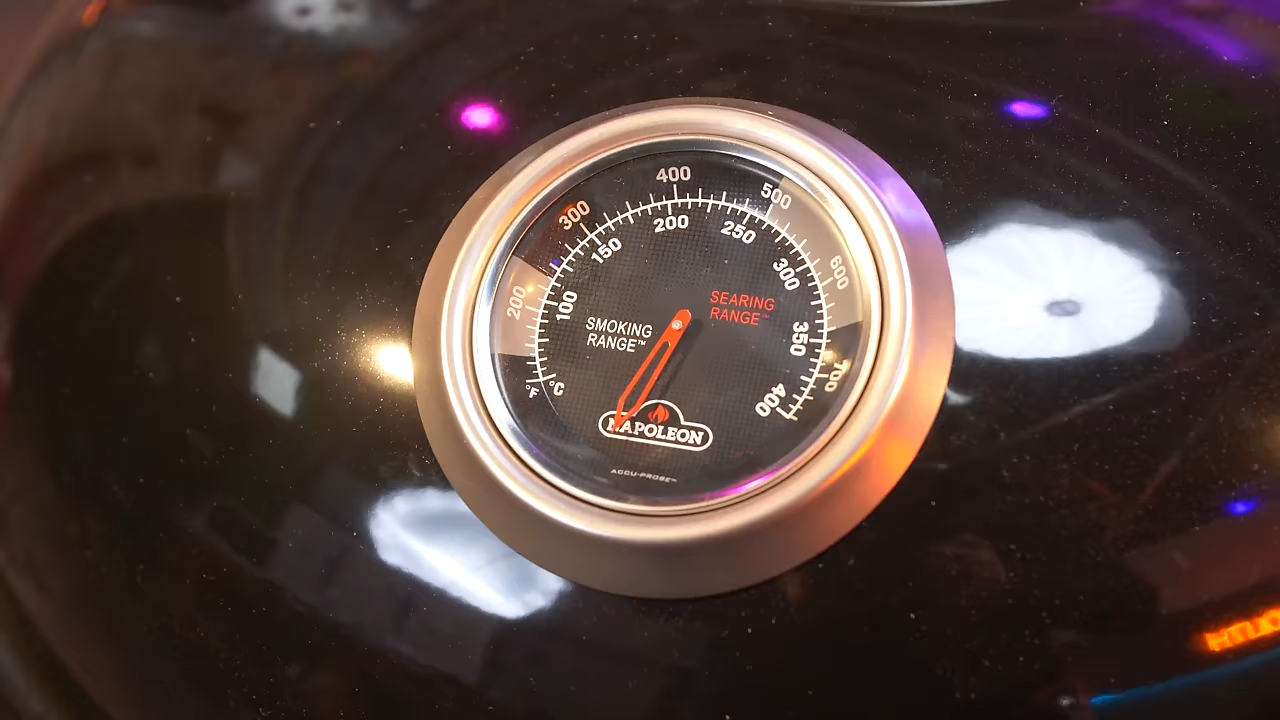 400
500
300
600
200
700
200
250
150
300
100
350
400
°F
°C
SMOKING
RANGE™
SEARING
RANGE™
NAPOLEON
ACCU-PROBE™